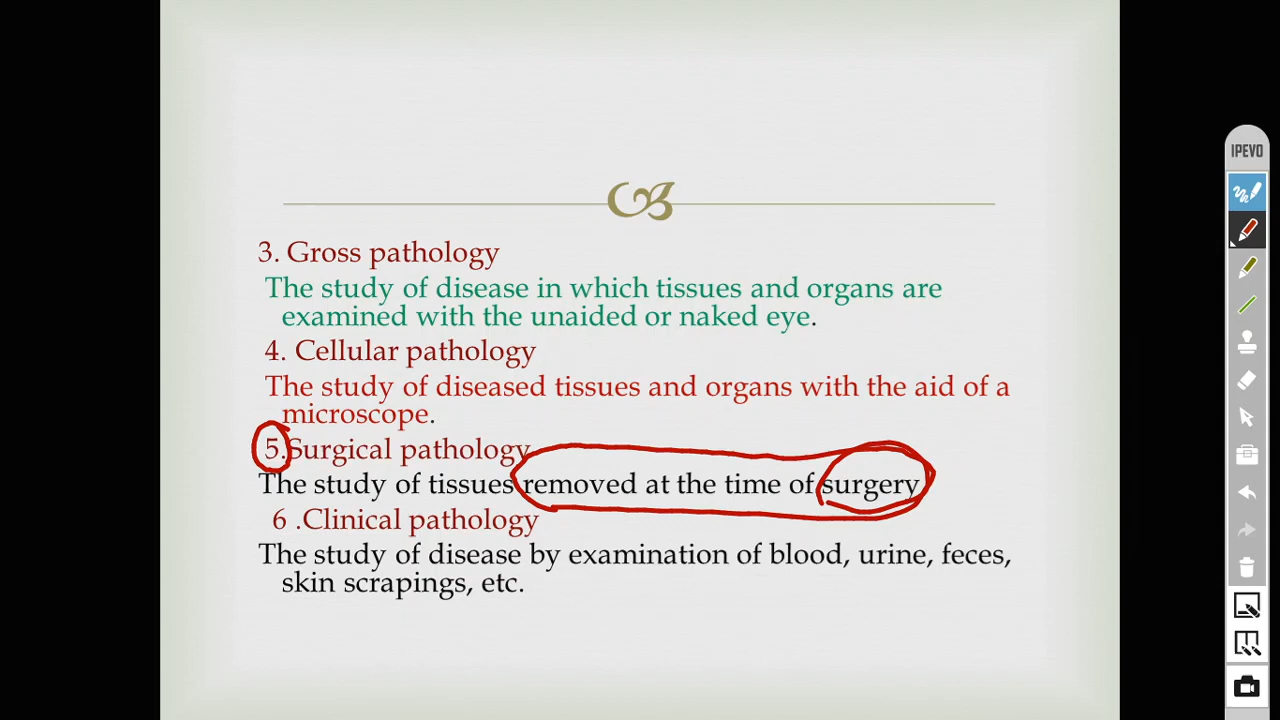 IPEVO
3. Gross pathology
The study of disease in which tissues and organs are
examined with the unaided or naked eye.
4. Cellular pathology
The study of diseased tissues and organs with the aid of a
microscope.
5.Surgical pathology
The study of tissues removed at the time of surgery
6 .Clinical pathology
The study of disease by examination of blood, urine, feces,
skin scrapings, etc.